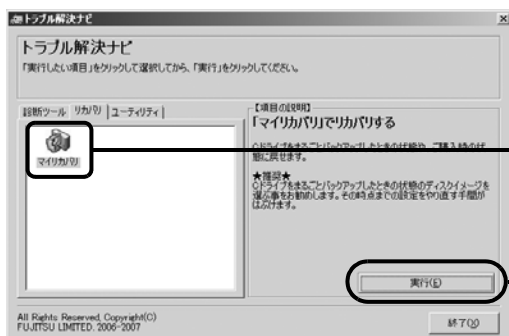 トラブル解決ナビ
トラブル解決ナビ
「実行したい項目」をクリックして選択してから、「実行」をクリックしてください。
診断ツール リカバリ ユーティリティ
マイリカバリ
【項目の説明】
「マイリカバリ」でリカバリする
Cドライブをまるごとバックアップしたときの状態や、ご購入時の状
態に戻せます。
★推奨★
Cドライブをまるごとバックアップしたときの状態のディスクイメージを
選ぶ事をお勧めします。その時点までの設定をやり直す手間が
はぶけます。
実行(E)
All Rights Reserved, Copyright(C)
FUJITSU LIMITED. 2006-2007
終了(X)